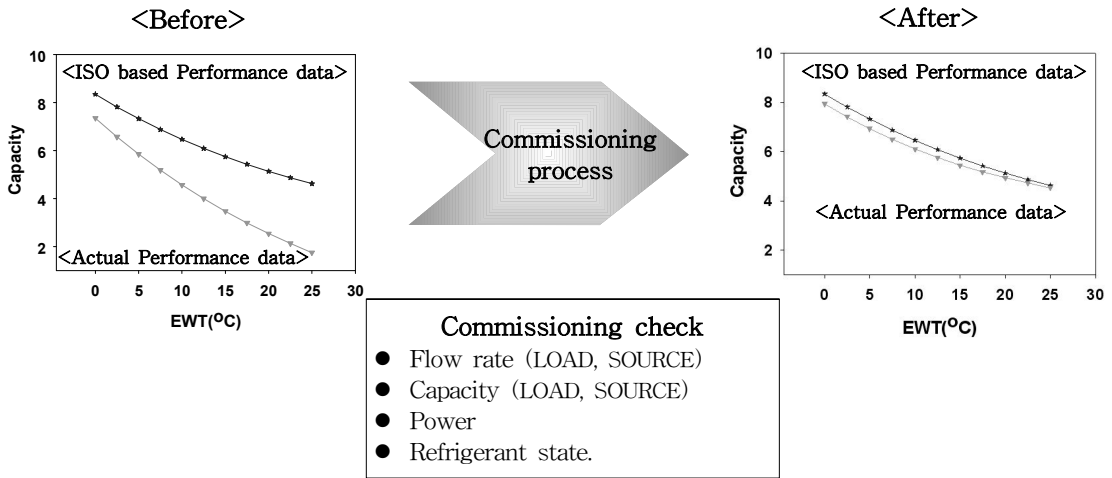 <Before>
10
8
6
4
2
Capacity
<ISO based Performance data>
<Actual Performance data>
0 5 10 15 20 25 30
EWT(OC)
Commissioning
process
<After>
10
8
6
4
2
Capacity
<ISO based Performance data>
<Actual Performance data>
0 5 10 15 20 25 30
EWT(OC)
Commissioning check
● Flow rate (LOAD, SOURCE)
● Capacity (LOAD, SOURCE)
● Power
● Refrigerant state.